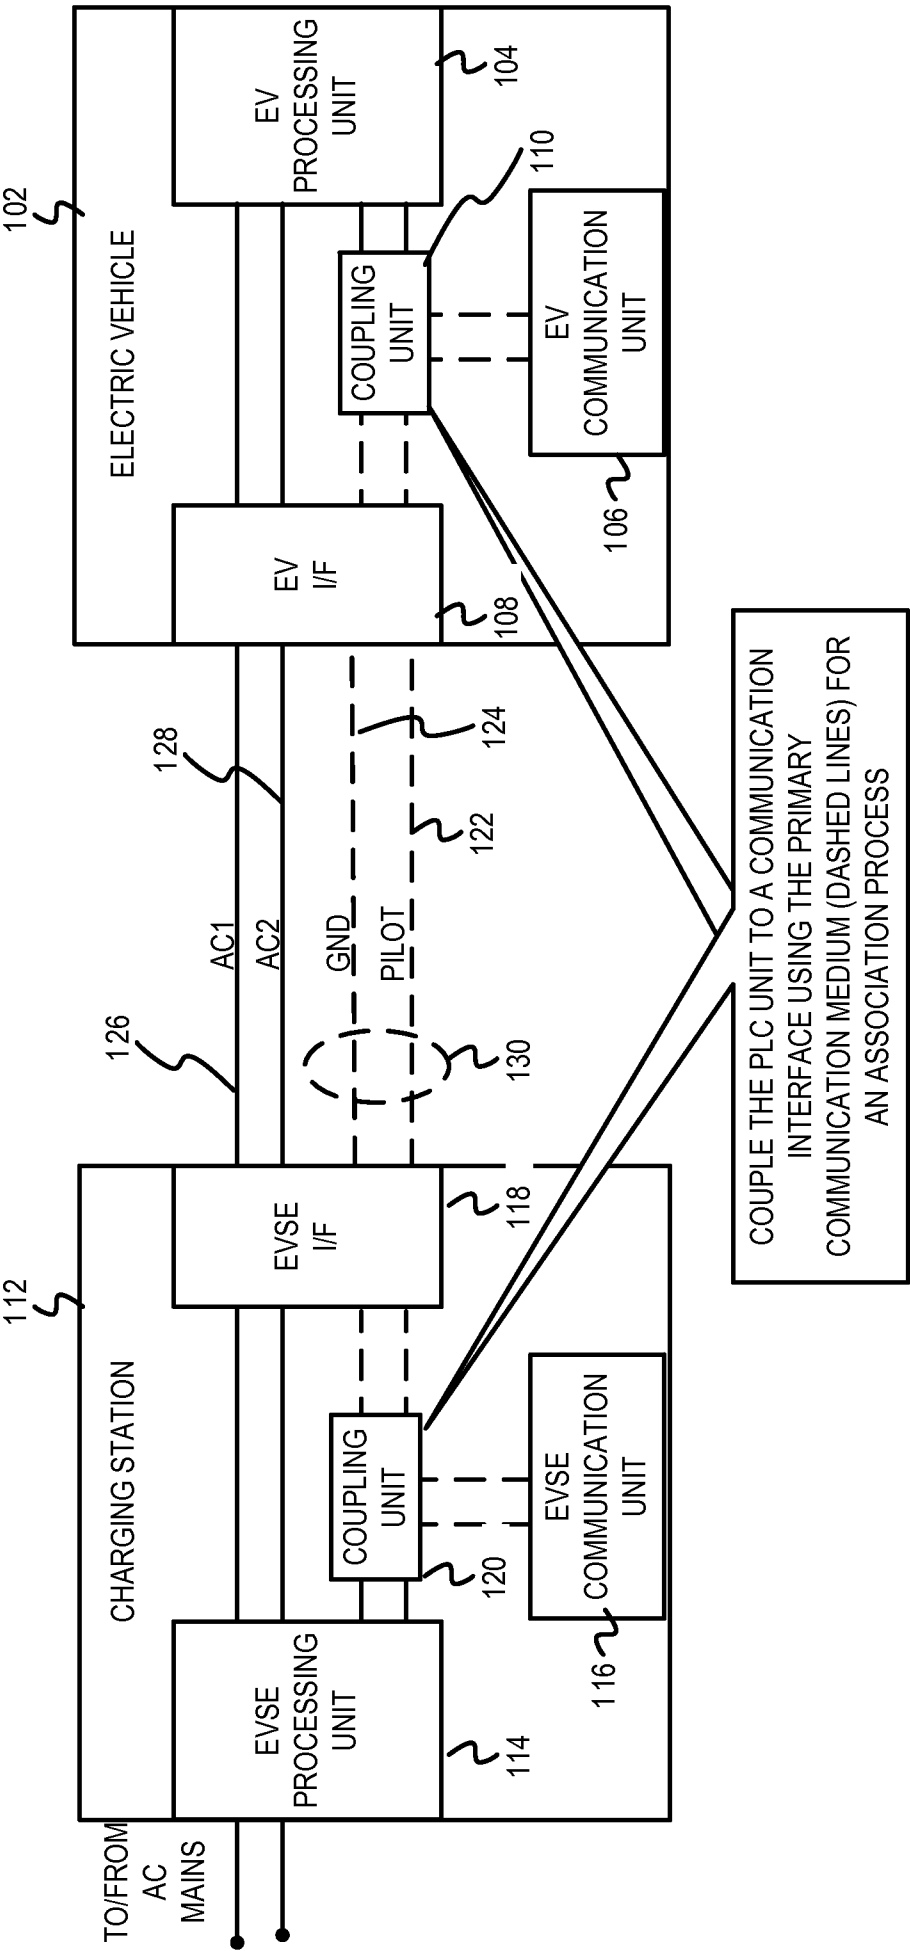 TO/FROM
AC
MAINS
112
CHARGING STATION
EVSE
PROCESSING
UNIT
114
COUPLING
UNIT
120
EVSE
COMMUNICATION
UNIT
116
EVSE
I/F
118
126
AC1
128
AC2
GND
124
PILOT
122
130
102
ELECTRIC VEHICLE
EV
I/F
108
COUPLING
UNIT
110
EV
PROCESSING
UNIT
104
EV
COMMUNICATION
UNIT
106
COUPLE THE PLC UNIT TO A COMMUNICATION
INTERFACE USING THE PRIMARY
COMMUNICATION MEDIUM (DASHED LINES) FOR
AN ASSOCIATION PROCESS